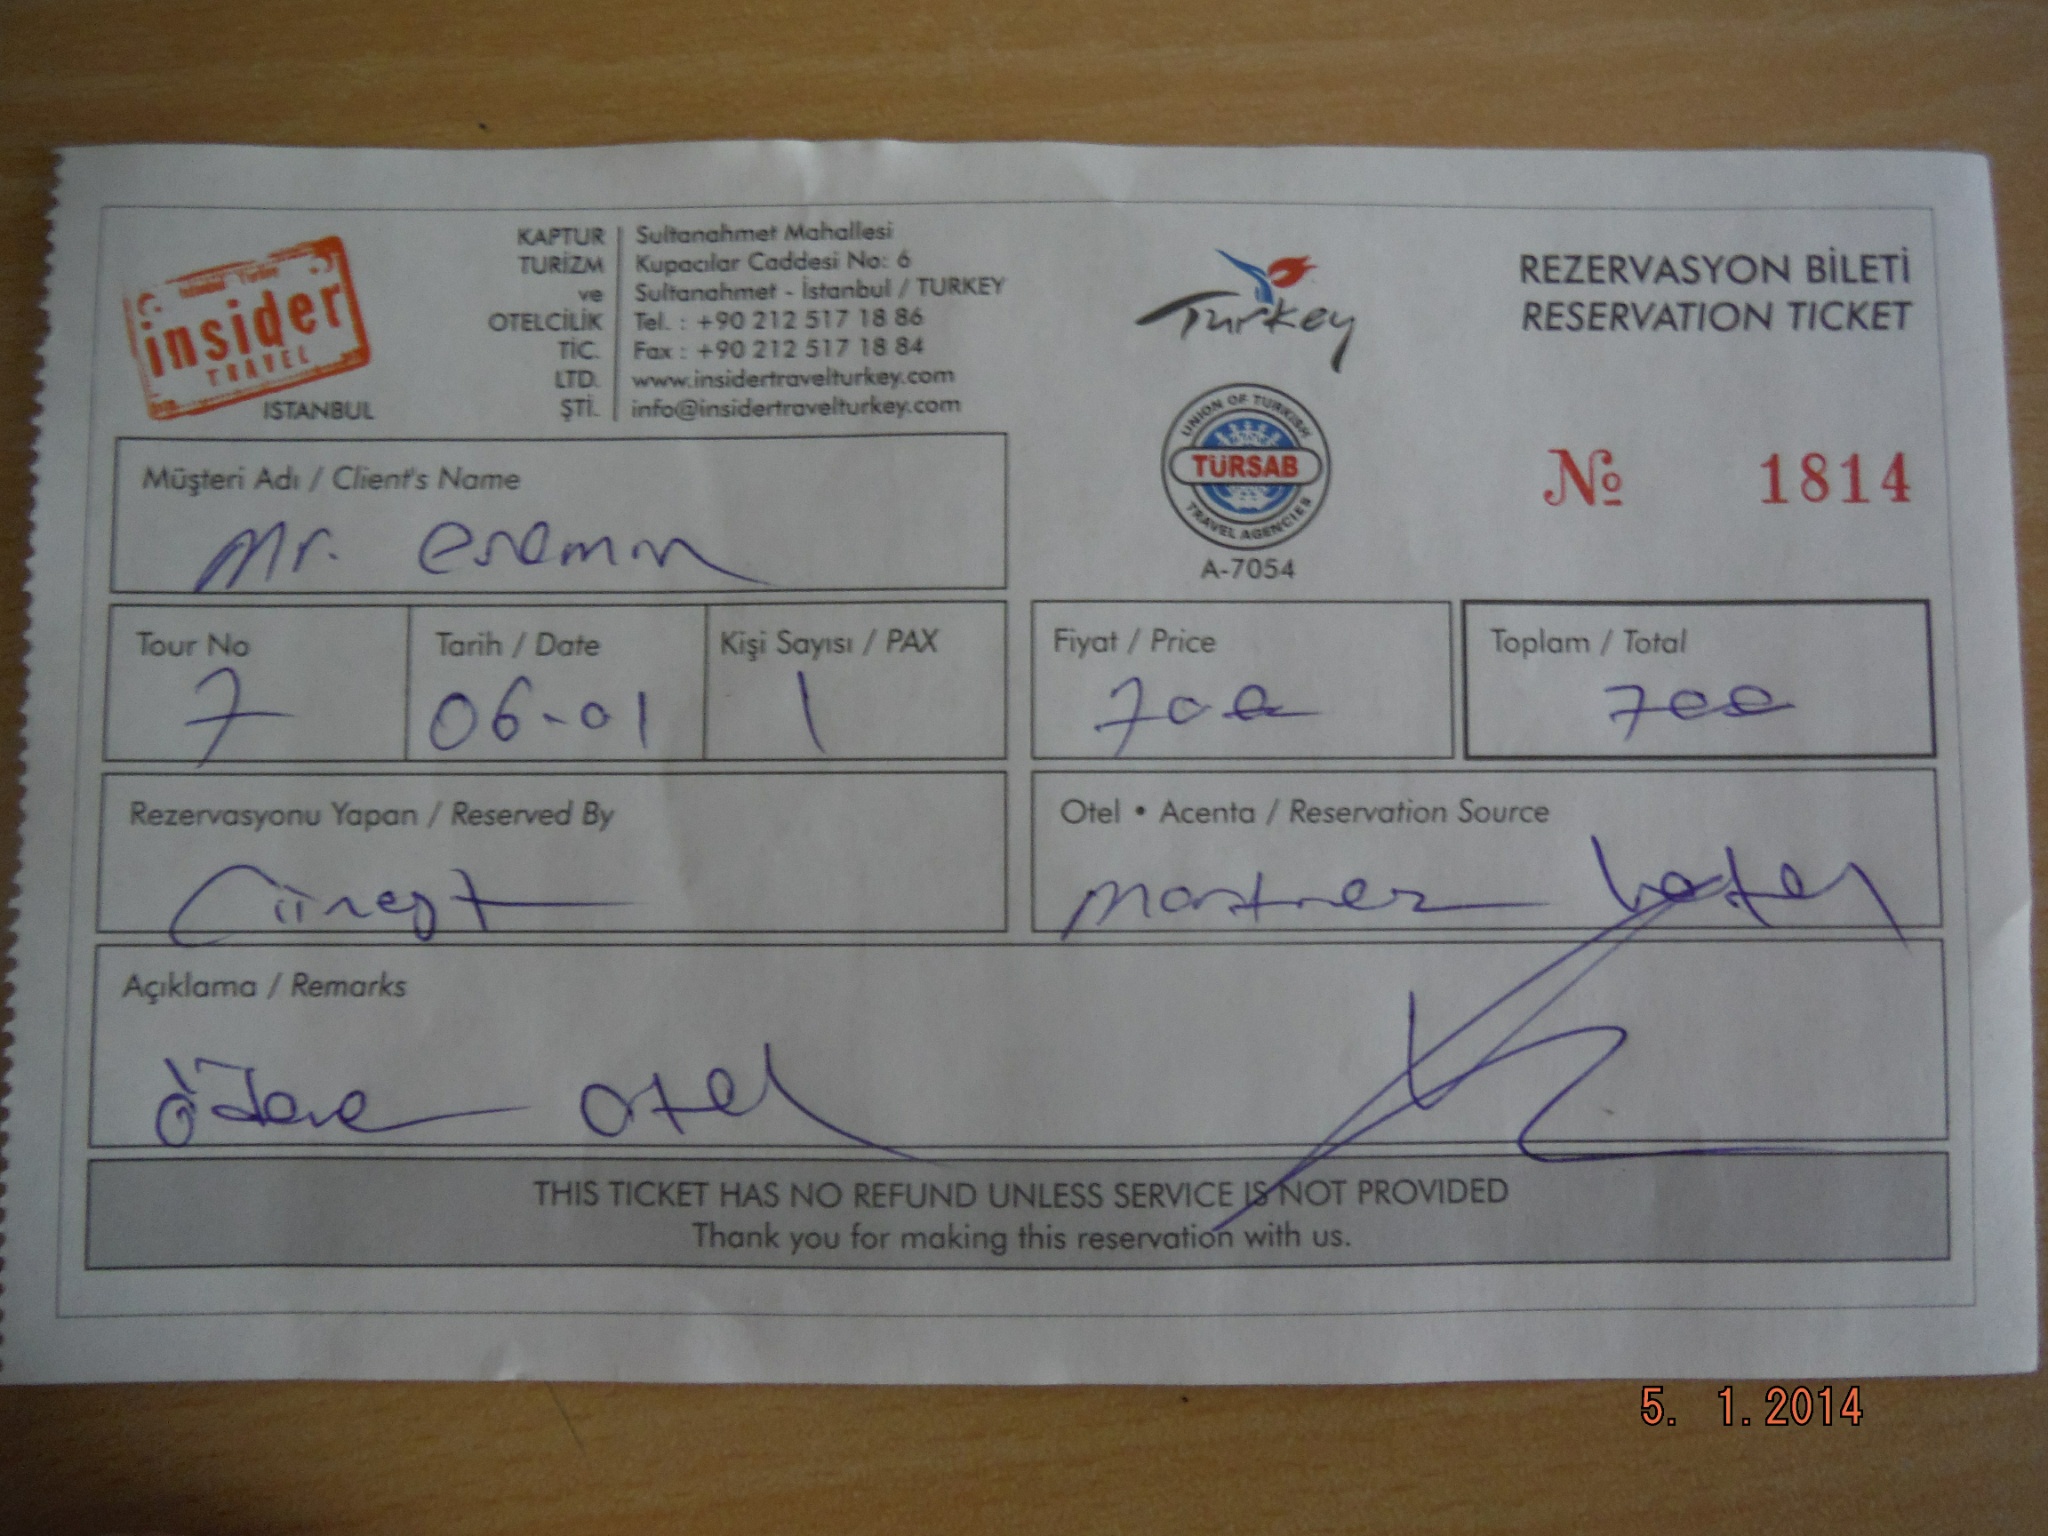 insider
TRAVEL
ISTANBUL
KAPTUR
TURİZM
ve
OTELCİLİK
TİC.
LTD.
ŞTİ.
Sultanahmet Mahallesi
Kupacılar Caddesi No: 6
Sultanahmet - İstanbul / TURKEY
Tel. : +90 212 517 18 86
Fax : +90 212 517 18 84
www.insidertravelturkey.com
info@insidertravelturkey.com
Turkey
UNION OF TURKISH
TÜRSAB
TRAVEL AGENCIES
A-7054
REZERVASYON BİLETİ
RESERVATION TICKET
No 1814
Müşteri Adı / Client's Name
Mr.
Tour No
7
Tarih / Date
06-01
Kişi Sayısı / PAX
1
Fiyat / Price
700
Toplam / Total
700
Rezervasyonu Yapan / Reserved By
Otel • Acenta / Reservation Source
hotel
Açıklama / Remarks
otel
THIS TICKET HAS NO REFUND UNLESS SERVICE IS NOT PROVIDED
Thank you for making this reservation with us.
5. 1.2014